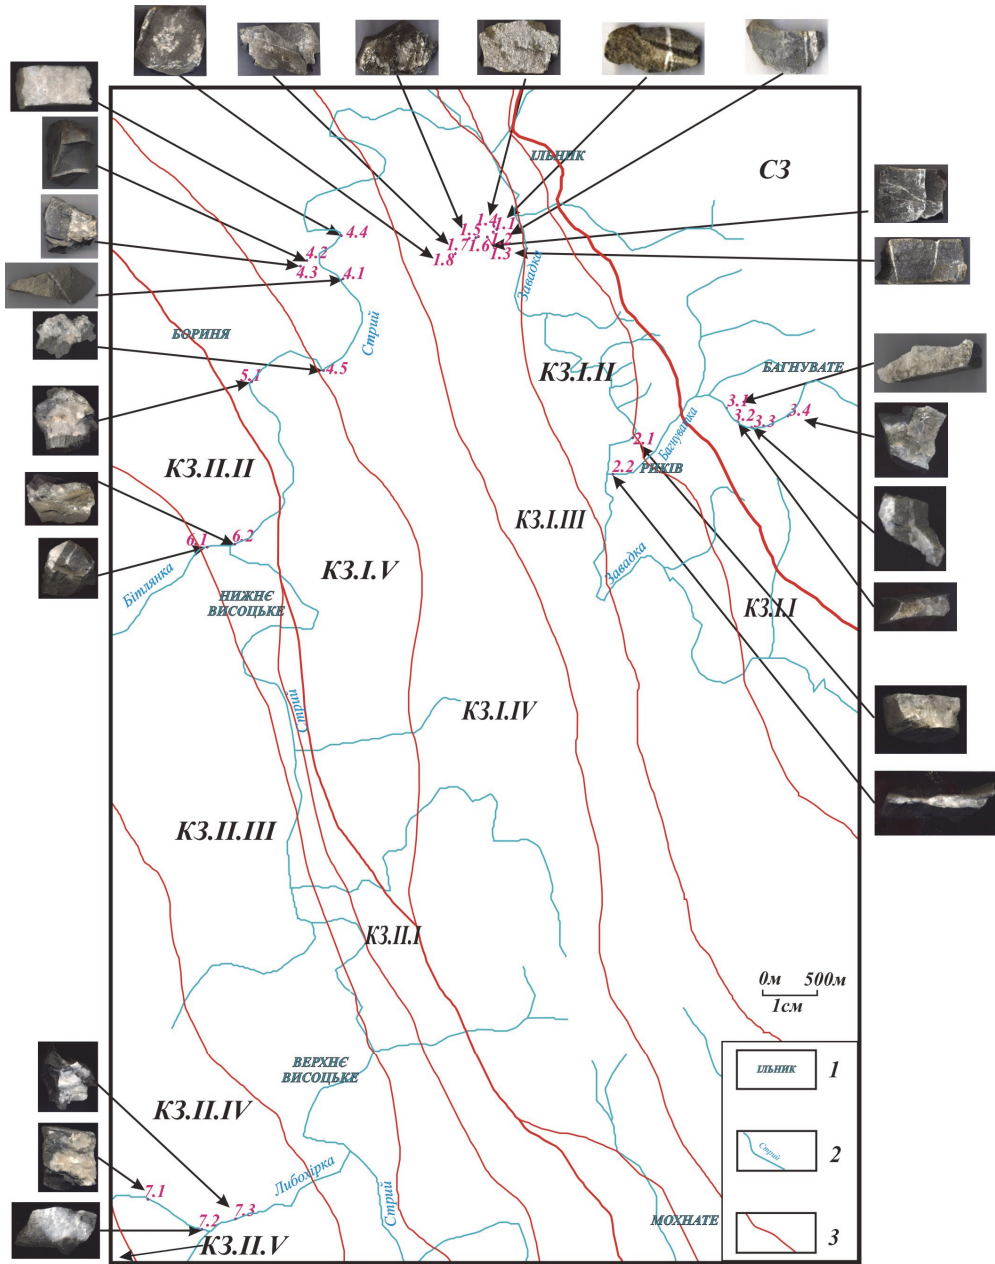 ІЛЬНИК
СЗ
1.4
1.1
1.5
1.2
1.7
1.6
1.8
1.3
4.4
4.2
4.3
4.1
Завадка
Стрий
БОРИНЯ
4.5
5.1
КЗ.І.ІІ
БАГНУВАТЕ
3.1
3.2
3.3
3.4
Багнуватка
2.1
2.2
РИКІВ
КЗ.ІІ.ІІ
КЗ.І.ІІІ
6.1
6.2
КЗ.І.V
Завадка
Бітлянка
НИЖНЄ
ВИСОЦЬКЕ
КЗ.І.І
Стрий
КЗ.І.IV
КЗ.ІІ.ІІІ
КЗ.ІІ.І
0м 500м
1см
ВЕРХНЄ
ВИСОЦЬКЕ
ІЛЬНИК
1
КЗ.ІІ.IV
Стрий
2
Либохірка
7.1
7.3
7.2
Стрий
МОХНАТЕ
3
КЗ.ІІ.V